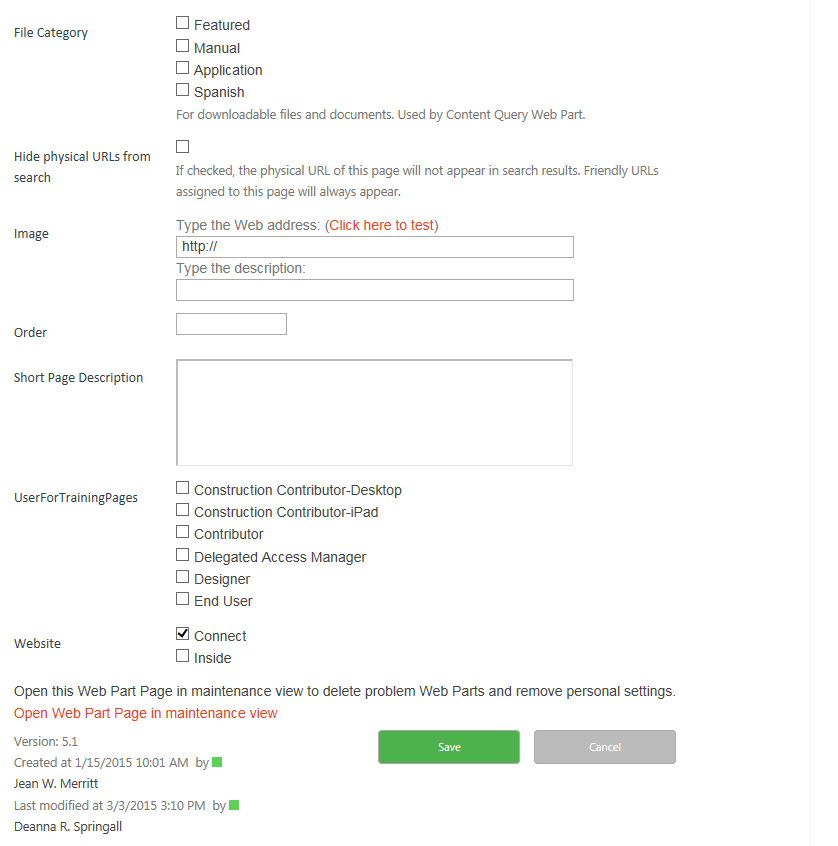 File Category
Featured
Manual
Application
Spanish
For downloadable files and documents. Used by Content Query Web Part.
Hide physical URLs from
search
If checked, the physical URL of this page will not appear in search results. Friendly URLs
assigned to this page will always appear.
Image
Type the Web address: (Click here to test)
http://
Type the description:
Order
Short Page Description
UserForTrainingPages
Construction Contributor-Desktop
Construction Contributor-iPad
Contributor
Delegated Access Manager
Designer
End User
Website
Connect
Inside
Open this Web Part Page in maintenance view to delete problem Web Parts and remove personal settings.
Open Web Part Page in maintenance view
Version: 5.1
Created at 1/15/2015 10:01 AM by
Jean W. Merritt
Last modified at 3/3/2015 3:10 PM by
Deanna R. Springall
Save
Cancel